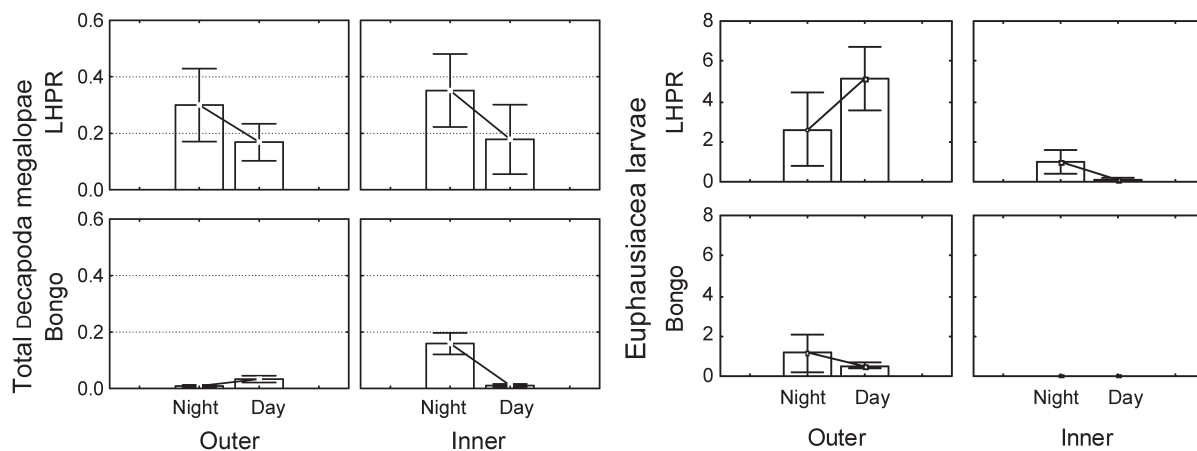 Total Decapoda megalopae
LHPR
0.6
0.4
0.2
0.0
Bongo
0.6
0.4
0.2
0.0
Night Day Night Day
Outer Inner
Euphausiacea larvae
LHPR
8
6
4
2
0
Bongo
8
6
4
2
0
Night Day Night Day
Outer Inner